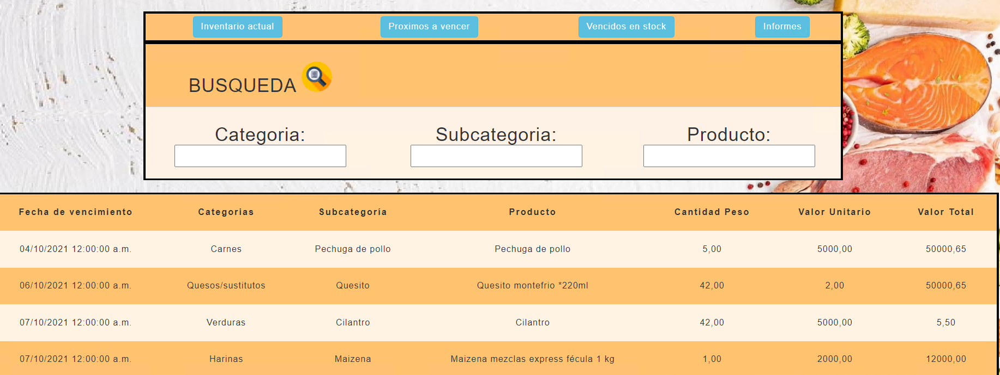 Inventario actual Proximos a vencer Vencidos en stock Informes
BUSQUEDA
Categoria: Subcategoria: Producto:
Fecha de vencimiento Categorias Subcategoría Producto Cantidad Peso Valor Unitario Valor Total
04/10/2021 12:00:00 a.m. Carnes Pechuga de pollo Pechuga de pollo 5,00 5000,00 50000,65
06/10/2021 12:00:00 a.m. Quesos/sustitutos Quesito Quesito montefrio *220ml 42,00 2,00 50000,65
07/10/2021 12:00:00 a.m. Verduras Cilantro Cilantro 42,00 5000,00 5,50
07/10/2021 12:00:00 a.m. Harinas Maizena Maizena mezclas express fécula 1 kg 1,00 2000,00 12000,00